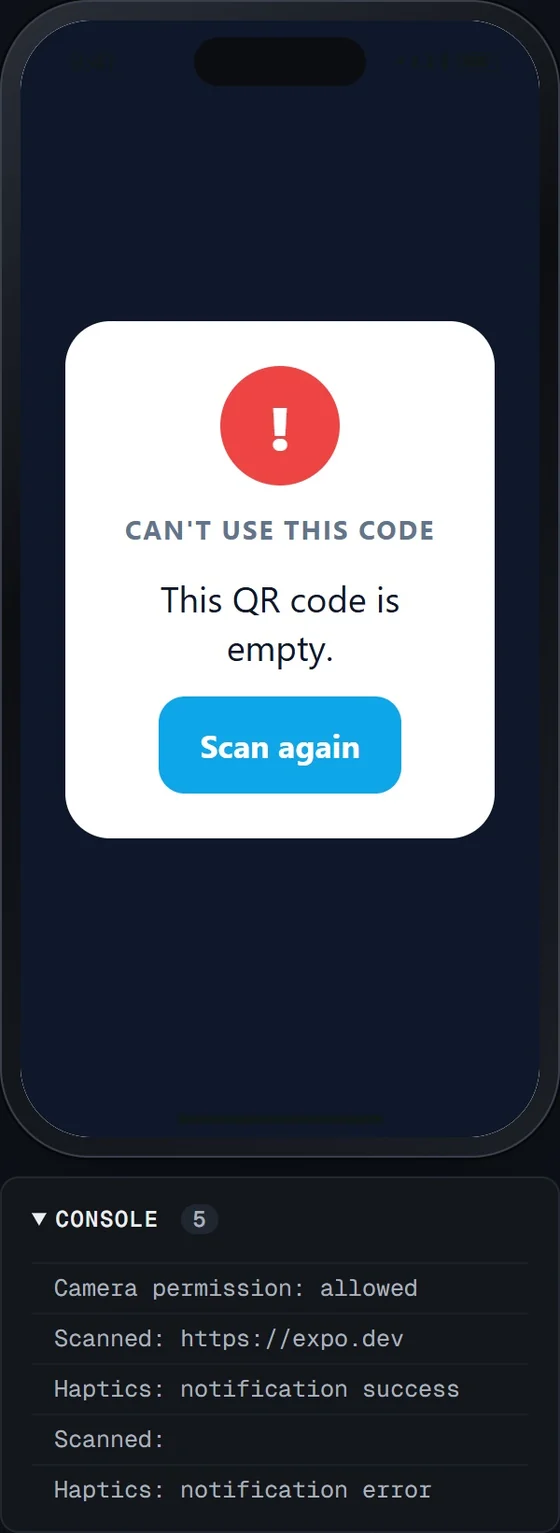 !
CAN'T USE THIS CODE
This QR code is
empty.
Scan again
▼ CONSOLE 5
Camera permission: allowed
Scanned: https://expo.dev
Haptics: notification success
Scanned:
Haptics: notification error